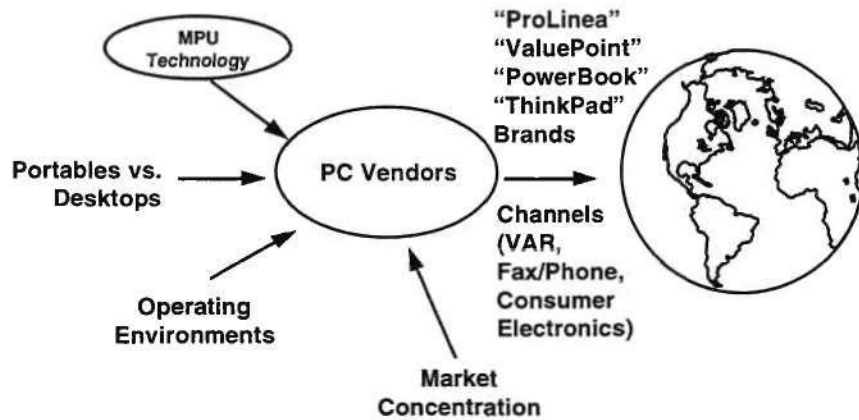 MPU
Technology
Portables vs.
Desktops
Operating
Environments
PC Vendors
Market
Concentration
“ProLinea”
“ValuePoint”
“PowerBook”
“ThinkPad”
Brands
Channels
(VAR,
Fax/Phone,
Consumer
Electronics)